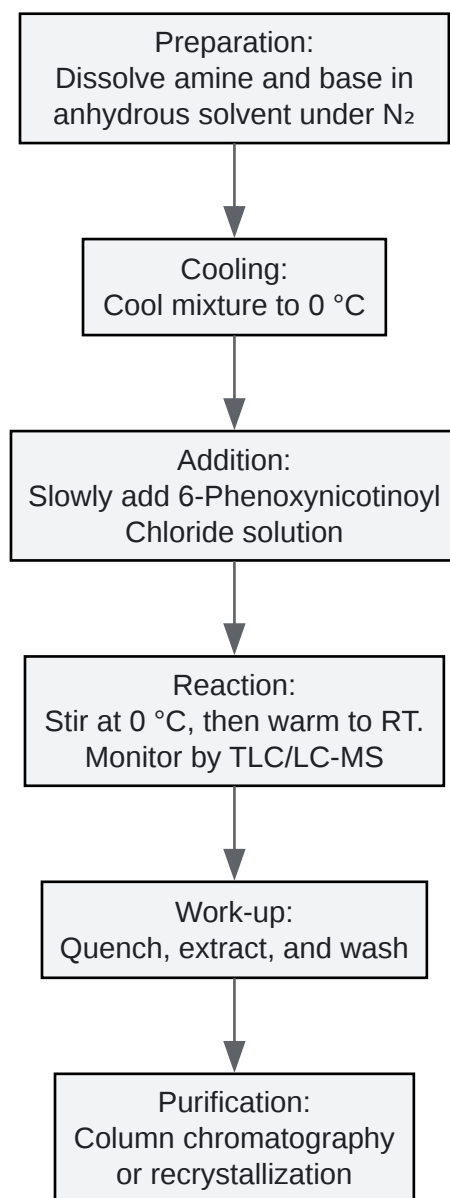 Preparation:
Dissolve amine and base in
anhydrous solvent under N₂
Cooling:
Cool mixture to 0 °C
Addition:
Slowly add 6-Phenoxynicotinoyl
Chloride solution
Reaction:
Stir at 0 °C, then warm to RT.
Monitor by TLC/LC-MS
Work-up:
Quench, extract, and wash
Purification:
Column chromatography
or recrystallization